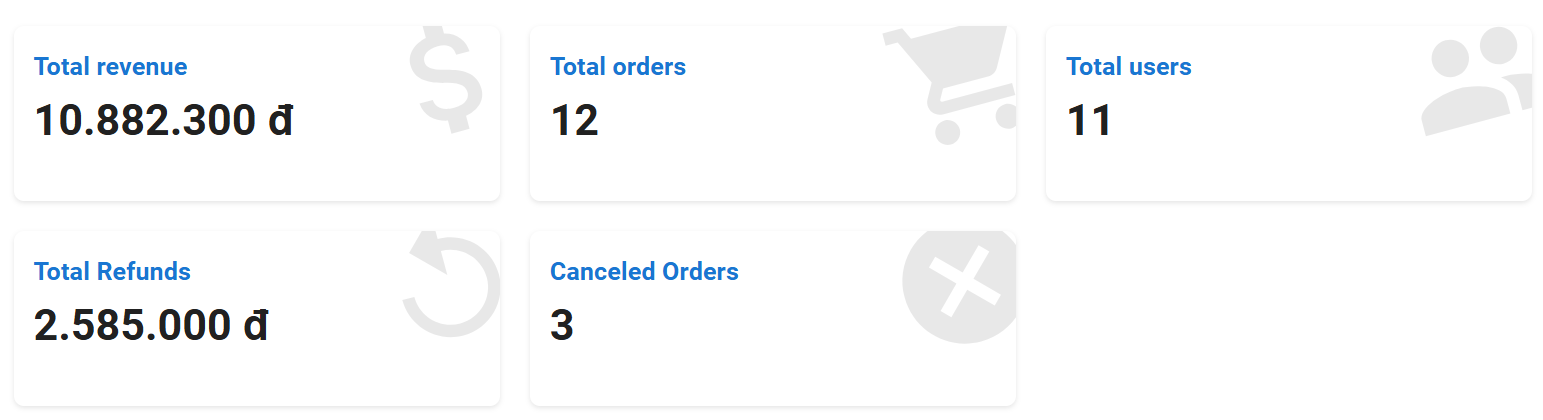 Total revenue
10.882.300 đ
Total orders
12
Total users
11
Total Refunds
2.585.000 đ
Canceled Orders
3